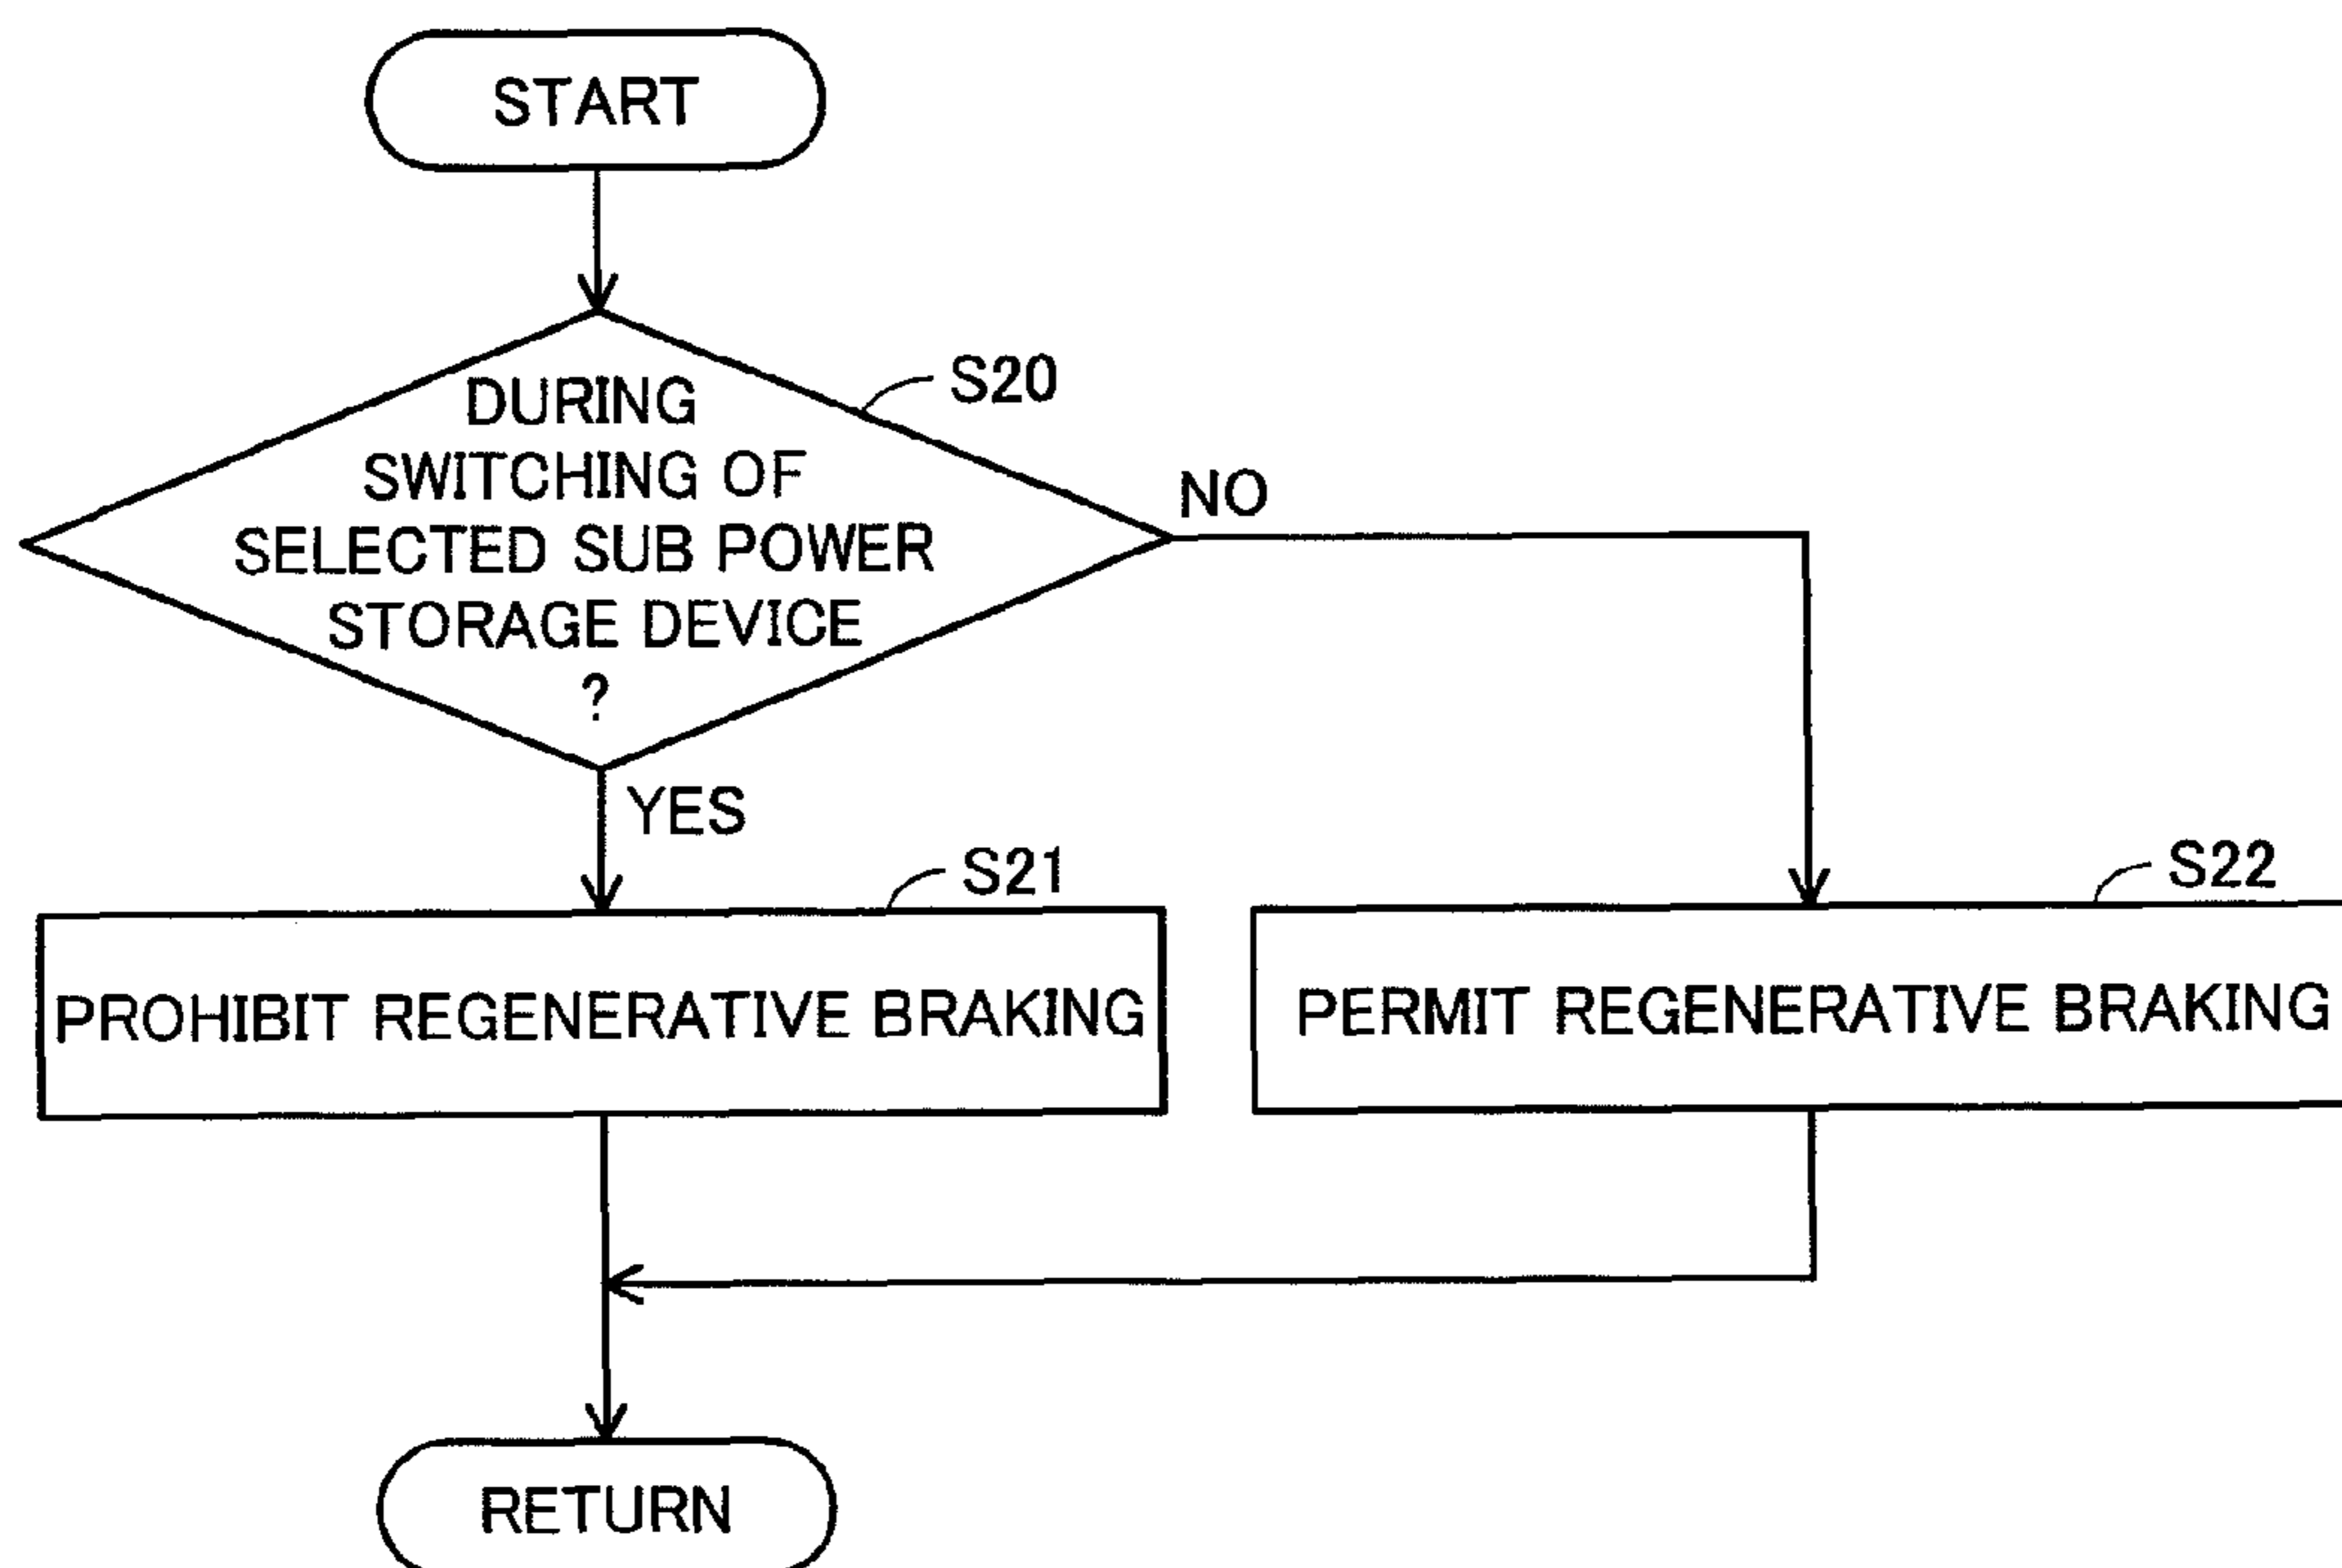 START
DURING
SWITCHING OF
SELECTED SUB POWER
STORAGE DEVICE
?
S20
NO
YES
S21
S22
PROHIBIT REGENERATIVE BRAKING
PERMIT REGENERATIVE BRAKING
RETURN